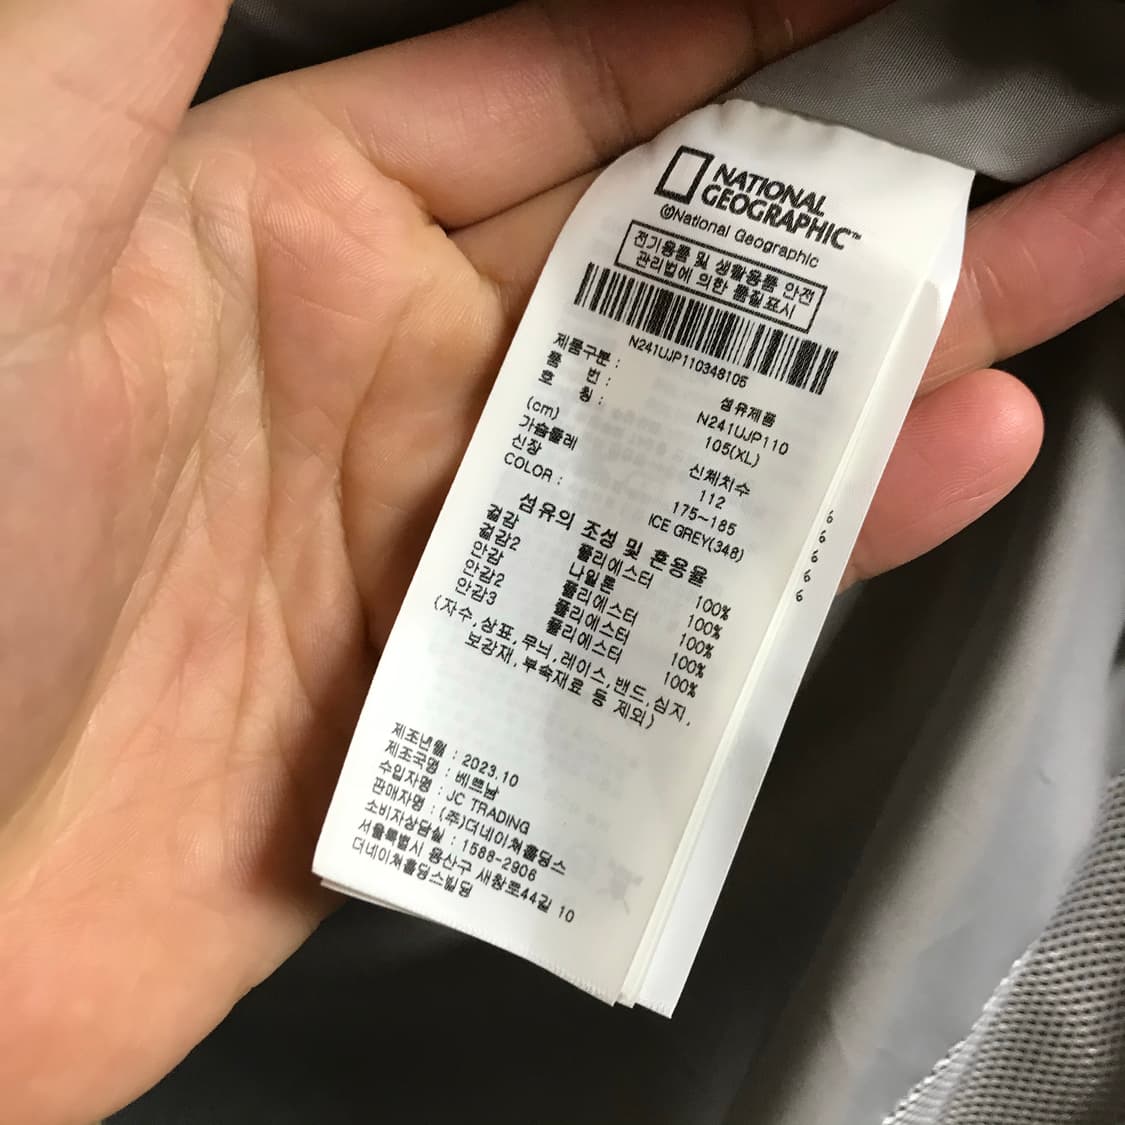 NATIONAL
GEOGRAPHIC™
©National Geographic
전기용품 및 생활용품 안전
관리법에 의한 품질표시
N241UJP110348105
제품구분 : 섬유제품
품 번 : N241UJP110
호 칭 : 105(XL)
(cm) 신체치수
가슴둘레 112
신장 175~185
COLOR : ICE GREY(348)
섬유의 조성 및 혼용율
겉감 폴리에스터 100%
겉감2 나일론 100%
안감 폴리에스터 100%
안감2 폴리에스터 100%
안감3 폴리에스터 100%
(자수,상표,무늬,레이스,밴드,심지,
보강재,부속재료 등 제외)
제조년월 : 2023.10
제조국명 : 베트남
수입자명 : JC TRADING
판매자명 : (주)더네이쳐홀딩스
소비자상담실 : 1588-2906
서울특별시 용산구 새창로44길 10
더네이쳐홀딩스빌딩
6
6
6
6
6
6